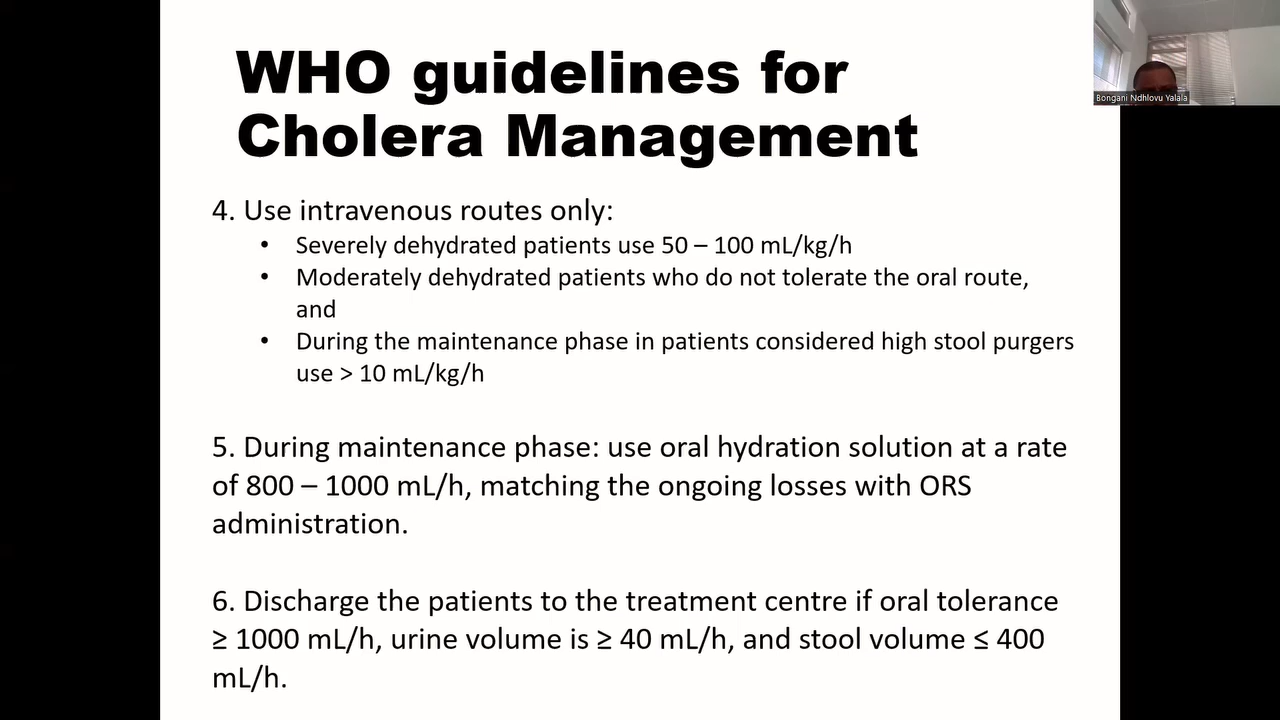 WHO guidelines for
Cholera Management
Bongani Ndhlovu Yalala
4. Use intravenous routes only:
• Severely dehydrated patients use 50 – 100 mL/kg/h
• Moderately dehydrated patients who do not tolerate the oral route,
and
• During the maintenance phase in patients considered high stool purgers
use > 10 mL/kg/h
5. During maintenance phase: use oral hydration solution at a rate
of 800 – 1000 mL/h, matching the ongoing losses with ORS
administration.
6. Discharge the patients to the treatment centre if oral tolerance
≥ 1000 mL/h, urine volume is ≥ 40 mL/h, and stool volume ≤ 400
mL/h.